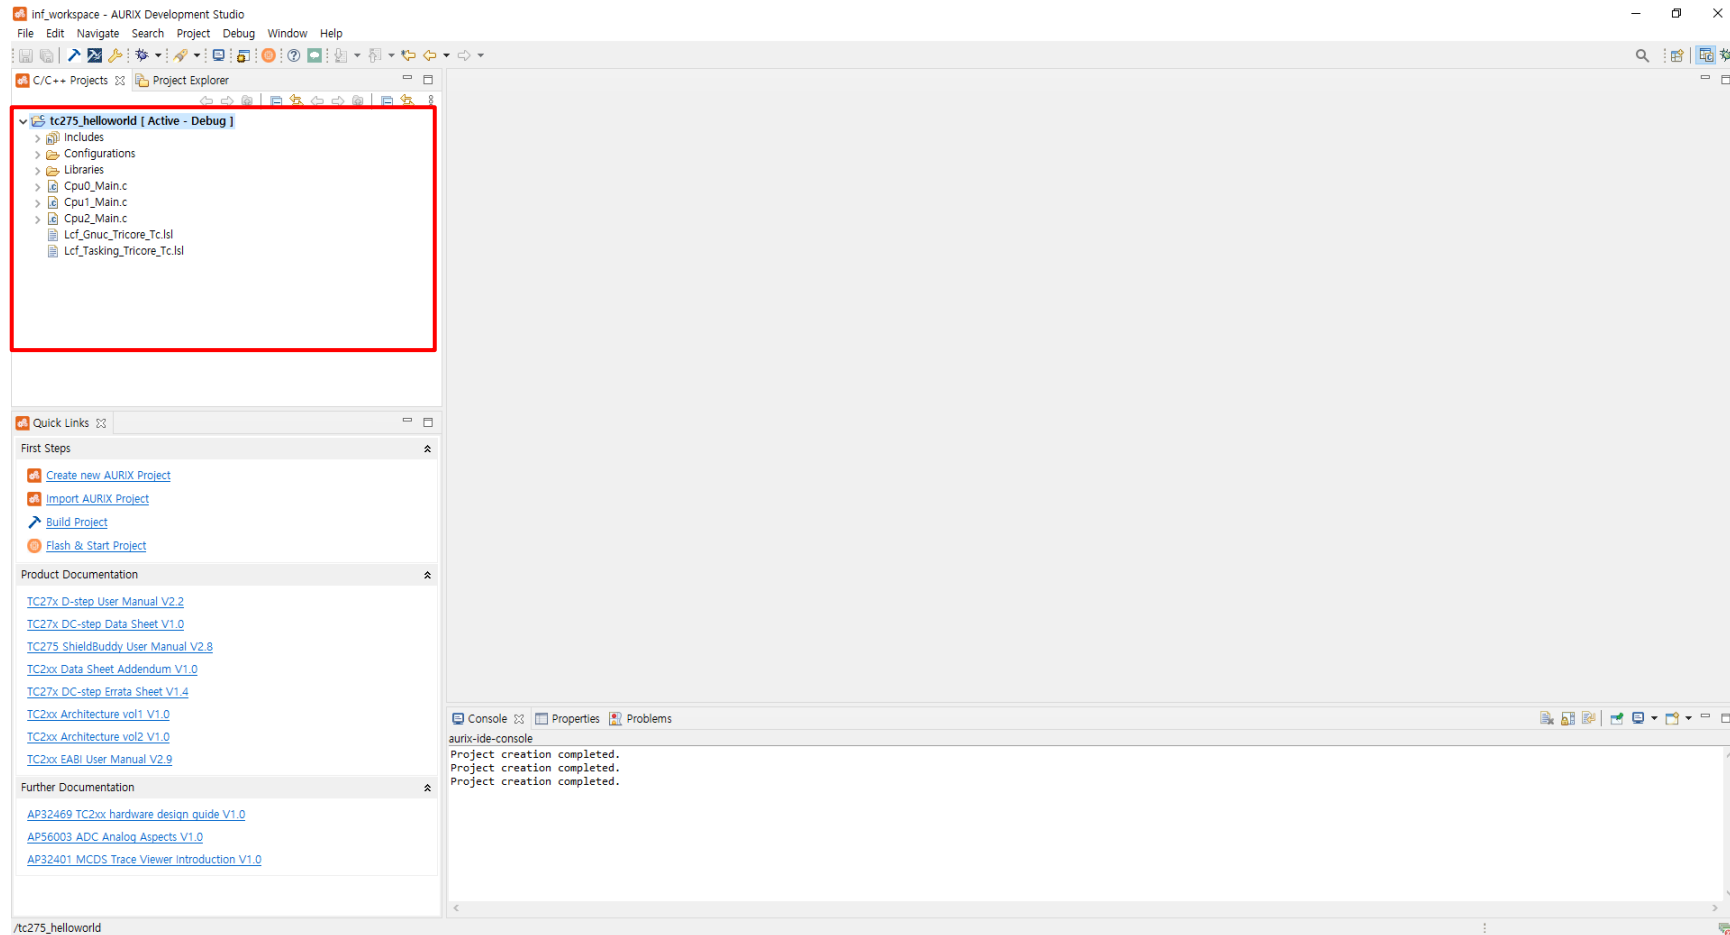 inf_workspace - AURIX Development Studio
File Edit Navigate Search Project Debug Window Help
C/C++ Projects Project Explorer
tc275_helloworld [ Active - Debug ]
Includes
Configurations
Libraries
Cpu0_Main.c
Cpu1_Main.c
Cpu2_Main.c
Lcf_Gnuc_Tricore_Tc.lsl
Lcf_Tasking_Tricore_Tc.lsl
Quick Links
First Steps
Create new AURIX Project
Import AURIX Project
Build Project
Flash & Start Project
Product Documentation
TC27x D-step User Manual V2.2
TC27x DC-step Data Sheet V1.0
TC275 ShieldBuddy User Manual V2.8
TC2xx Data Sheet Addendum V1.0
TC27x DC-step Errata Sheet V1.4
TC2xx Architecture vol1 V1.0
TC2xx Architecture vol2 V1.0
TC2xx EABI User Manual V2.9
Further Documentation
AP32469 TC2xx hardware design guide V1.0
AP56003 ADC Analog Aspects V1.0
AP32401 MCDS Trace Viewer Introduction V1.0
Console Properties Problems
aurix-ide-console
Project creation completed.
Project creation completed.
Project creation completed.
/tc275_helloworld